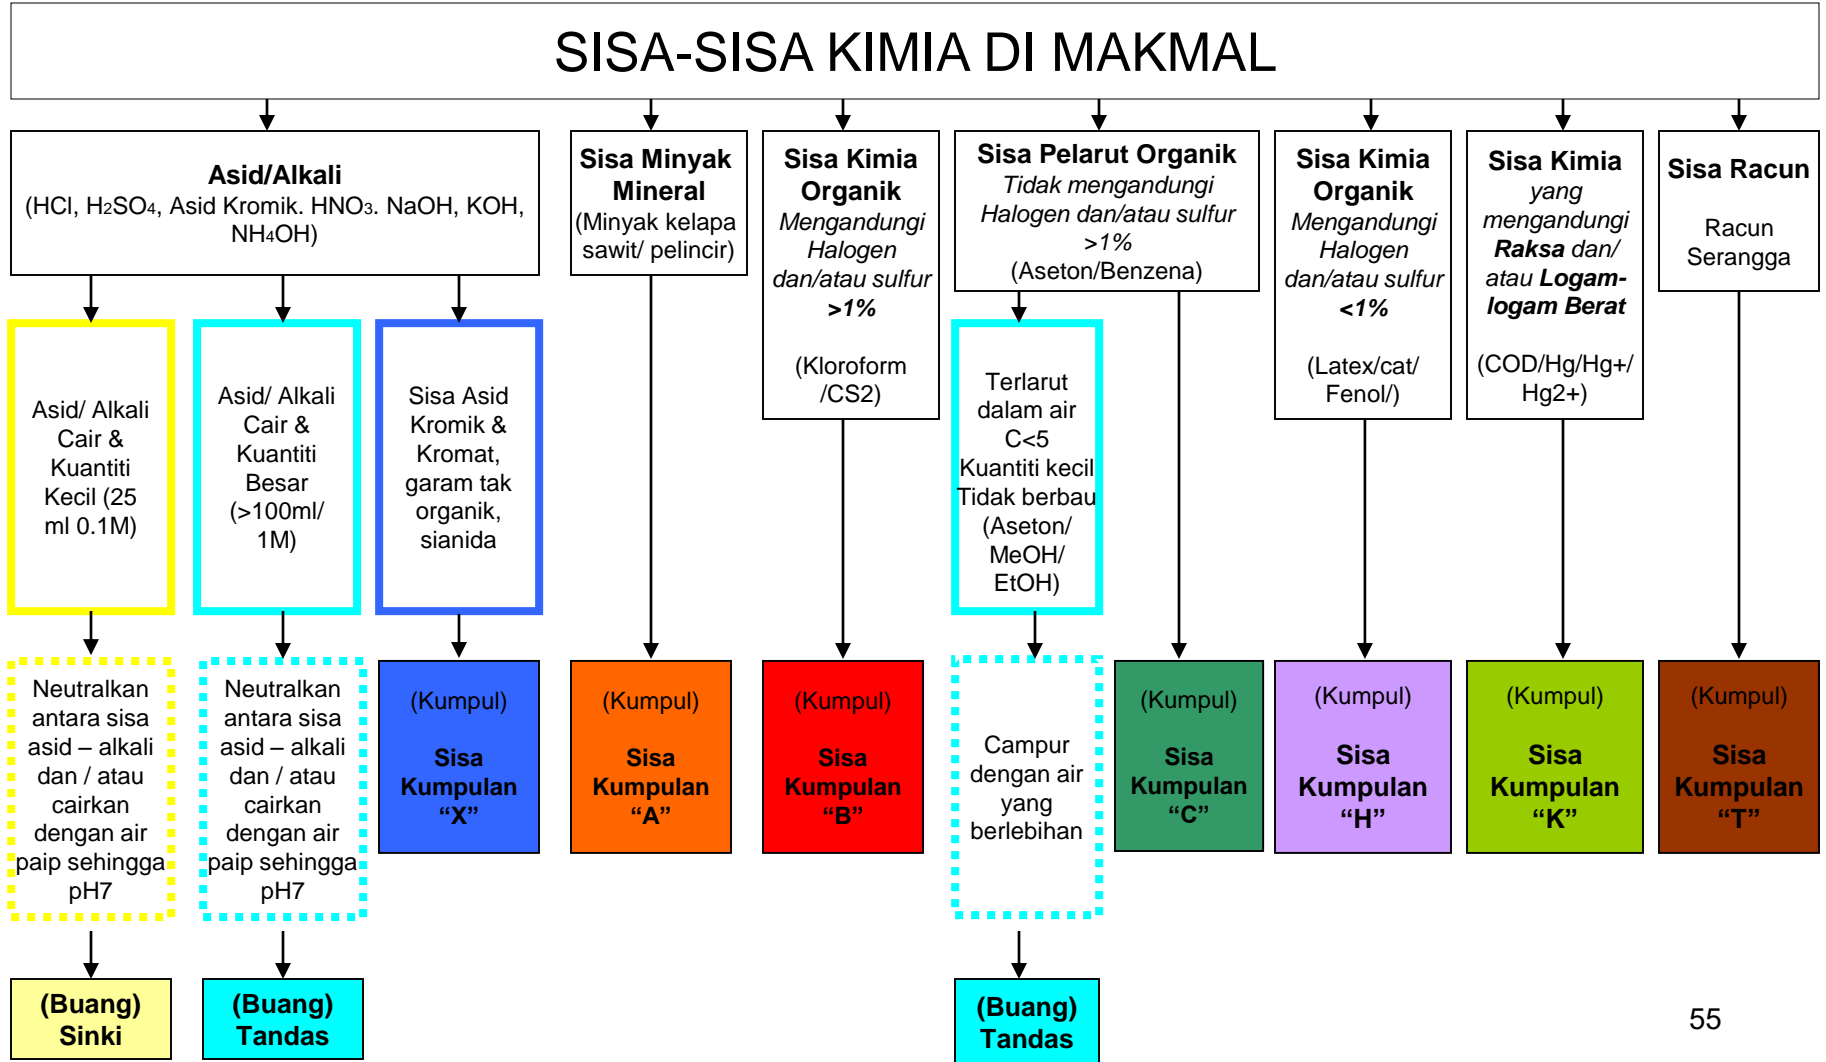 SISA-SISA KIMIA DI MAKMAL
Asid/Alkali
(HCl, H2SO4, Asid Kromik. HNO3. NaOH, KOH,
NH4OH)
Sisa Minyak
Mineral
(Minyak kelapa
sawit/ pelincir)
Sisa Kimia
Organik
Mengandungi
Halogen
dan/atau sulfur
>1%
(Kloroform
/CS2)
Sisa Pelarut Organik
Tidak mengandungi
Halogen dan/atau sulfur
>1%
(Aseton/Benzena)
Sisa Kimia
Organik
Mengandungi
Halogen
dan/atau sulfur
<1%
(Latex/cat/
Fenol/)
Sisa Kimia
yang
mengandungi
Raksa dan/
atau Logam-
logam Berat
(COD/Hg/Hg+/
Hg2+)
Sisa Racun
Racun
Serangga
Asid/ Alkali
Cair &
Kuantiti
Kecil (25
ml 0.1M)
Asid/ Alkali
Cair &
Kuantiti
Besar
(>100ml/
1M)
Sisa Asid
Kromik &
Kromat,
garam tak
organik,
sianida
Terlarut
dalam air
C<5
Kuantiti kecil
Tidak berbau
(Aseton/
MeOH/
EtOH)
Neutralkan
antara sisa
asid – alkali
dan / atau
cairkan
dengan air
paip sehingga
pH7
Neutralkan
antara sisa
asid – alkali
dan / atau
cairkan
dengan air
paip sehingga
pH7
(Kumpul)
Sisa
Kumpulan
“X”
(Kumpul)
Sisa
Kumpulan
“A”
(Kumpul)
Sisa
Kumpulan
“B”
Campur
dengan air
yang
berlebihan
(Kumpul)
Sisa
Kumpulan
“C”
(Kumpul)
Sisa
Kumpulan
“H”
(Kumpul)
Sisa
Kumpulan
“K”
(Kumpul)
Sisa
Kumpulan
“T”
(Buang)
Sinki
(Buang)
Tandas
(Buang)
Tandas
55